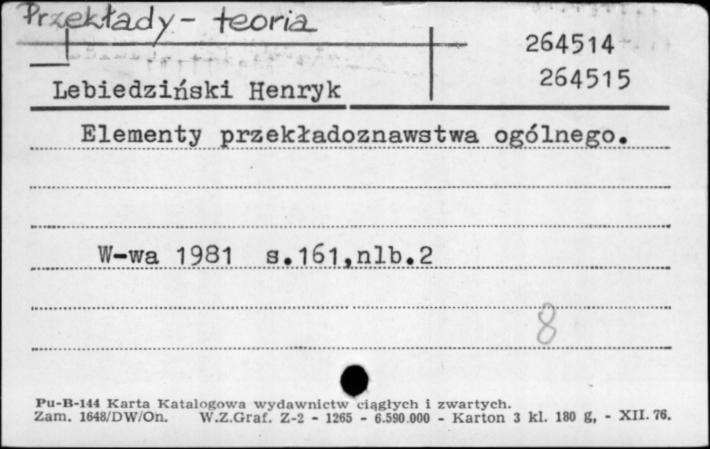 Przekłady - teoria
264514
264515
Lebiedziński Henryk
Elementy przekładoznawstwa ogólnego.
W-wa 1981 s.161,nlb.2
8
Pu-B-144 Karta Katalogowa wydawnictw ciągłych i zwartych.
Zam. 1648/DW/On. W.Z.Graf. Z-2 - 1265 - 6.590.000 - Karton 3 kl. 180 g, - XII. 76.